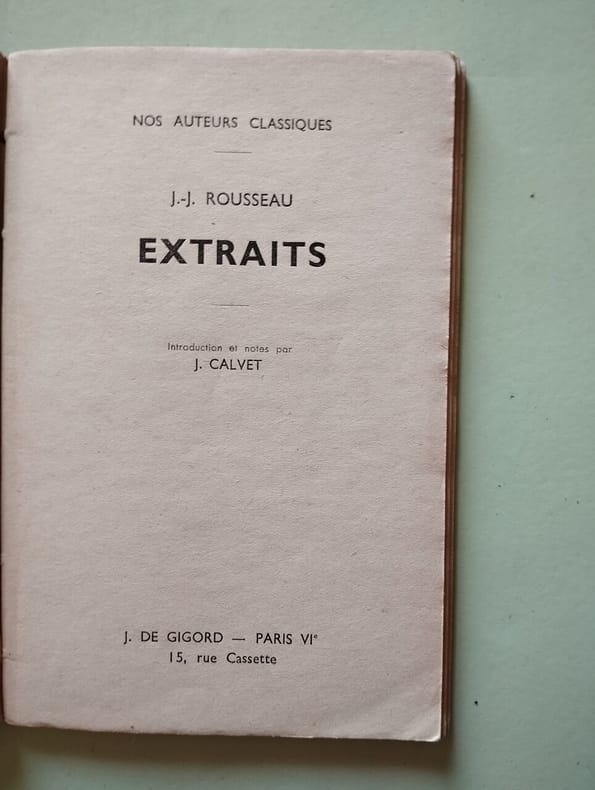 NOS AUTEURS CLASSIQUES
J.-J. ROUSSEAU
EXTRAITS
Introduction et notes par
J. CALVET
J. DE GIGORD — PARIS VIᵉ
15, rue Cassette